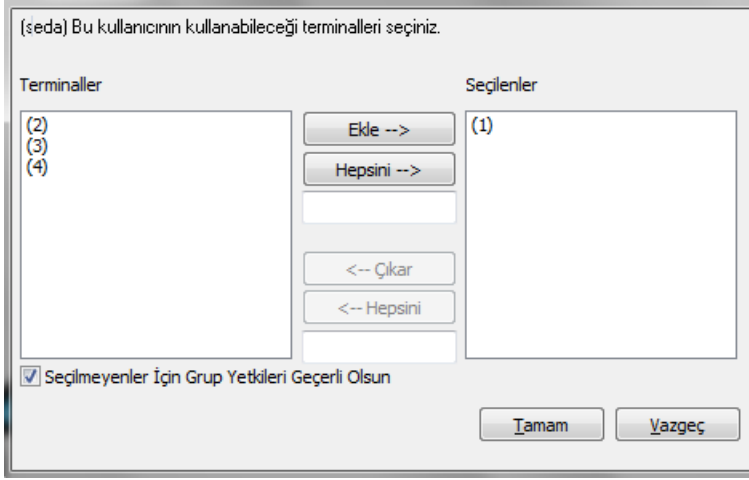 (seda) Bu kullanıcının kullanabileceği terminalleri seçiniz.
Terminaller
Seçilenler
(2)
(3)
(4)
Ekle -->
Hepsini -->
<-- Çıkar
<-- Hepsini
(1)
Seçilmeyenler İçin Grup Yetkileri Geçerli Olsun
Tamam
Vazgeç